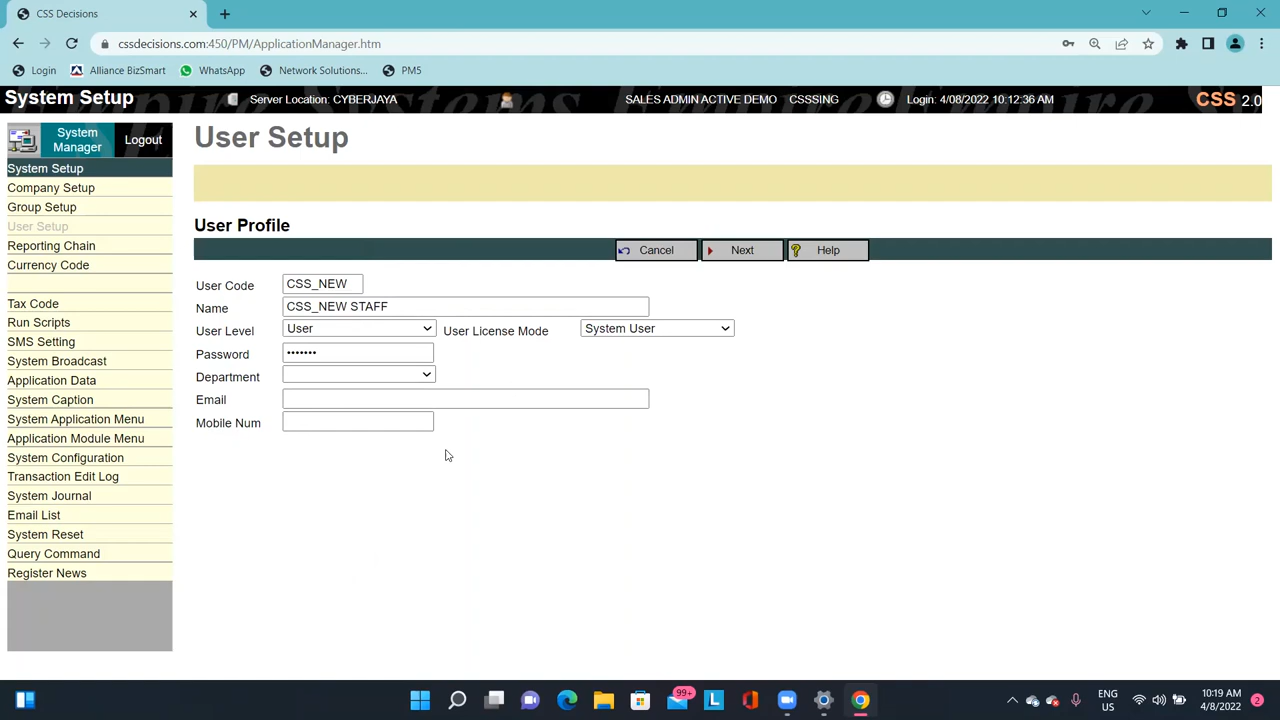 CSS Decisions
cssdecisions.com:450/PM/ApplicationManager.htm
Login
Alliance BizSmart
WhatsApp
Network Solutions...
PM5
System Setup
Server Location: CYBERJAYA
SALES ADMIN ACTIVE DEMO
CSSSING
Login: 4/08/2022 10:12:36 AM
CSS 2.0
System Manager
Logout
System Setup
Company Setup
Group Setup
User Setup
Reporting Chain
Currency Code
Tax Code
Run Scripts
SMS Setting
System Broadcast
Application Data
System Caption
System Application Menu
Application Module Menu
System Configuration
Transaction Edit Log
System Journal
Email List
System Reset
Query Command
Register News
User Setup
User Profile
Cancel
Next
? Help
User Code CSS_NEW
Name CSS_NEW STAFF
User Level User User License Mode System User
Password •••••••
Department
Email
Mobile Num
99+
L
ENG
US
10:19 AM
4/8/2022
2